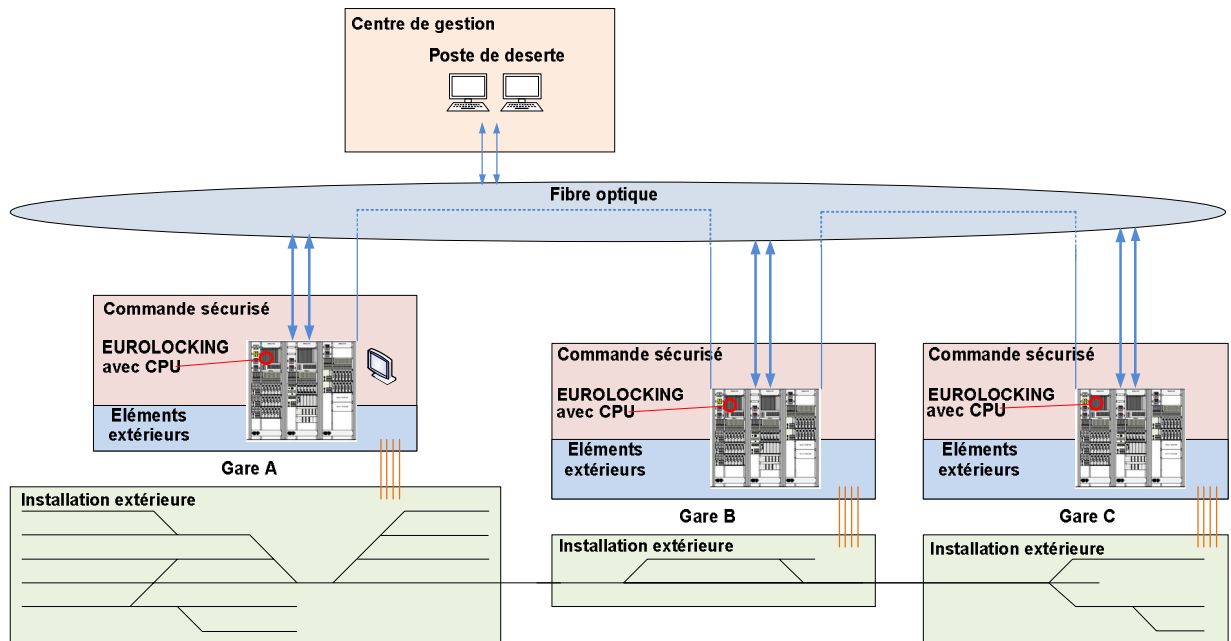 Centre de gestion
Poste de deserte
Fibre optique
Commande sécurisé
EUROLOCKING
avec CPU
Eléments
extérieurs
Gare A
Installation extérieure
Commande sécurisé
EUROLOCKING
avec CPU
Eléments
extérieurs
Gare B
Installation extérieure
Commande sécurisé
EUROLOCKING
avec CPU
Eléments
extérieurs
Gare C
Installation extérieure